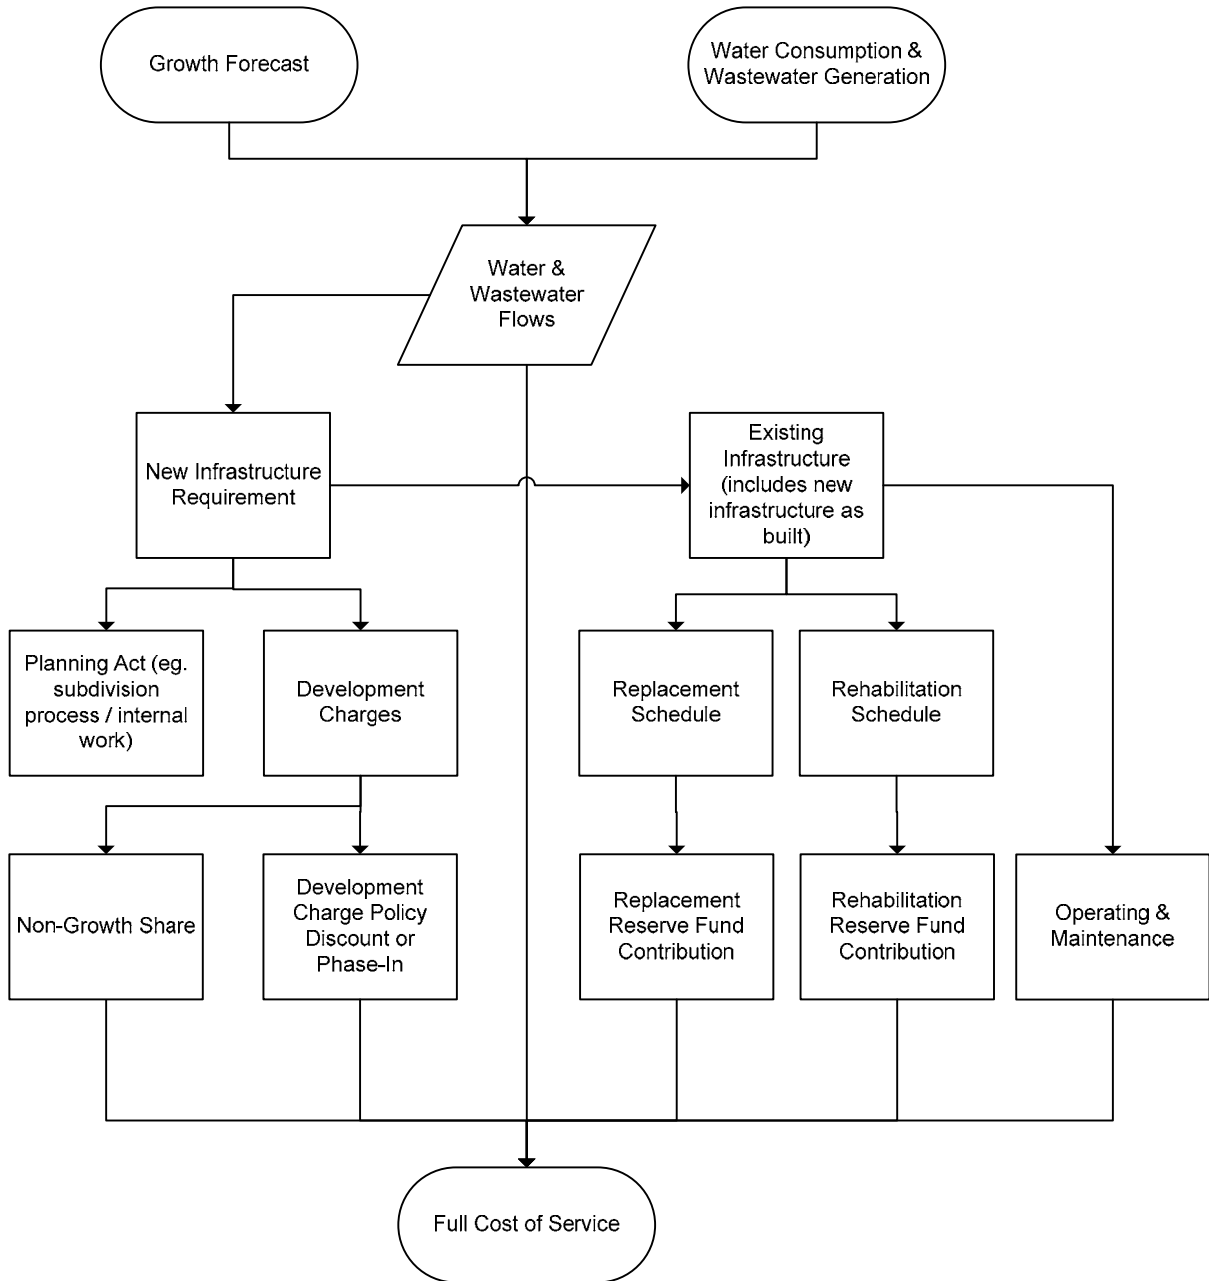 Growth Forecast
Water Consumption &
Wastewater Generation
Water &
Wastewater
Flows
New Infrastructure
Requirement
Existing
Infrastructure
(includes new
infrastructure as
built)
Planning Act (eg.
subdivision
process / internal
work)
Development
Charges
Replacement
Schedule
Rehabilitation
Schedule
Non-Growth Share
Development
Charge Policy
Discount or
Phase-In
Replacement
Reserve Fund
Contribution
Rehabilitation
Reserve Fund
Contribution
Operating &
Maintenance
Full Cost of Service